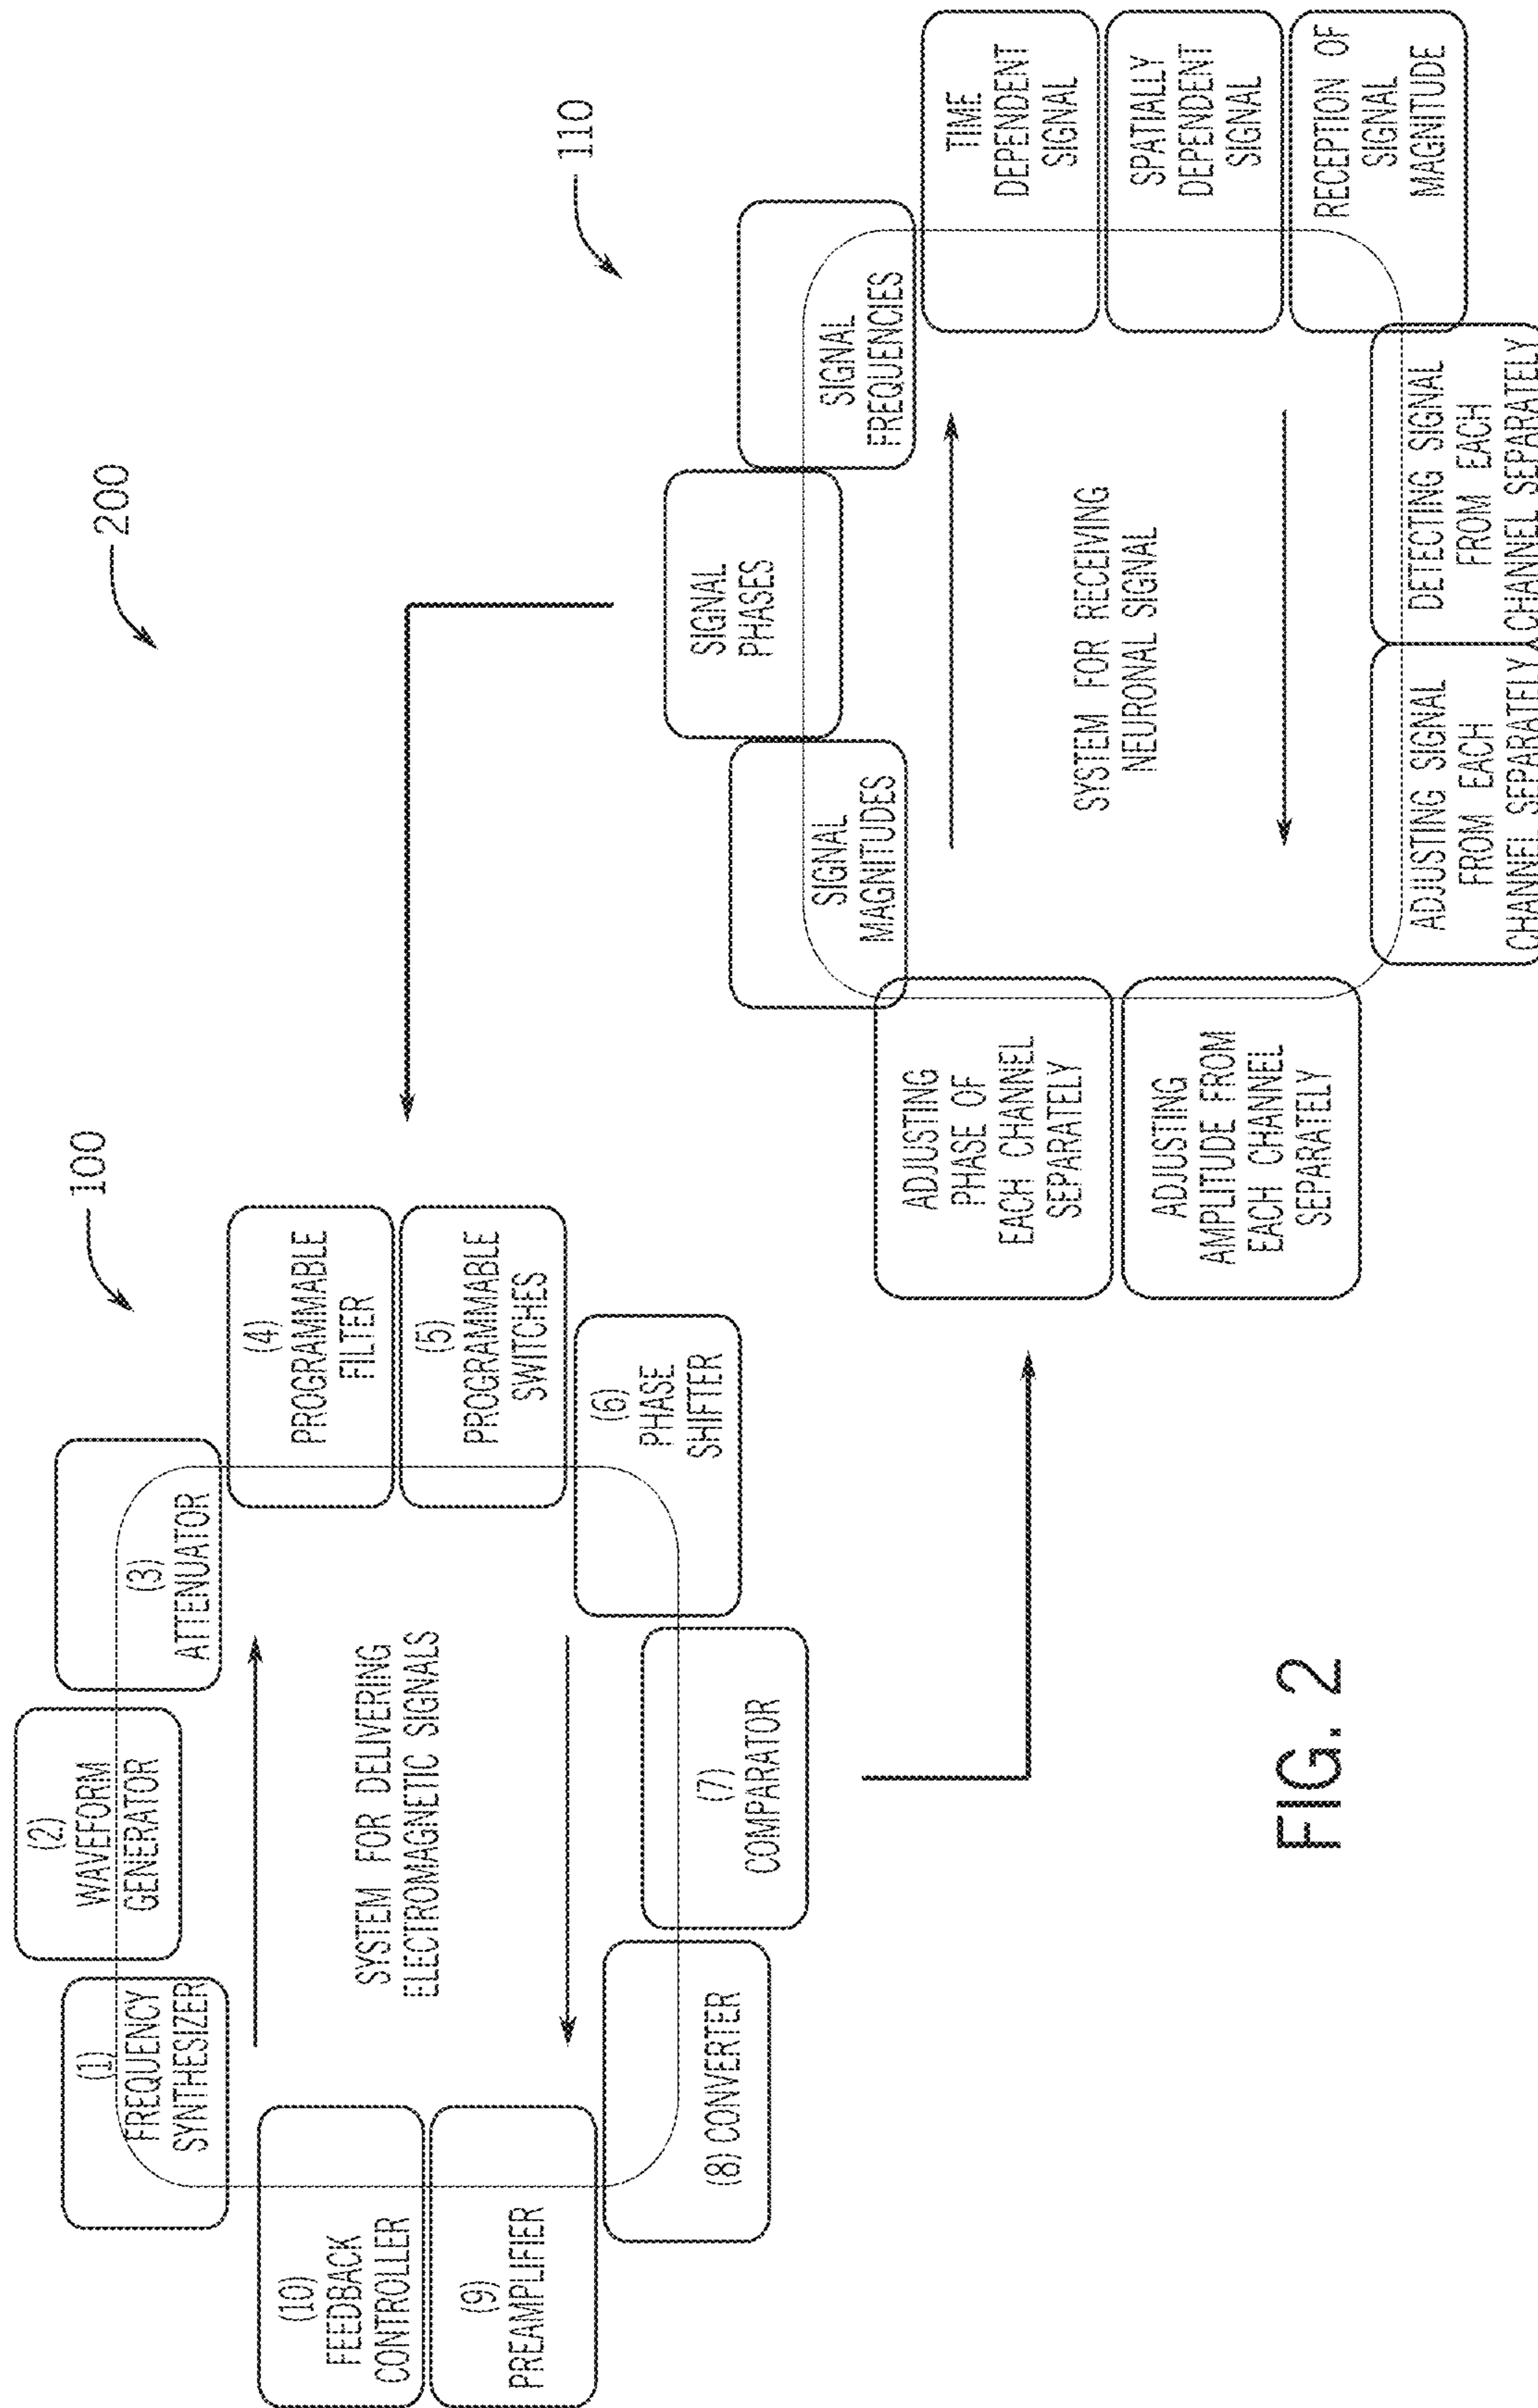 200
100
(1)
FREQUENCY
SYNTHESIZER
(2)
WAVEFORM
GENERATOR
(3)
ATTENUATOR
(4)
PROGRAMMABLE
FILTER
(5)
PROGRAMMABLE
SWITCHES
(6)
PHASE
SHIFTER
(7)
COMPARATOR
(8) CONVERTER
(9)
PREAMPLIFIER
(10)
FEEDBACK
CONTROLLER
SYSTEM FOR DELIVERING
ELECTROMAGNETIC SIGNALS
110
SIGNAL
MAGNITUDES
SIGNAL
PHASES
SIGNAL
FREQUENCIES
TIME
DEPENDENT
SIGNAL
SPATIALLY
DEPENDENT
SIGNAL
RECEPTION OF
SIGNAL
MAGNITUDE
DETECTING SIGNAL
FROM EACH
CHANNEL SEPARATELY
ADJUSTING SIGNAL
FROM EACH
CHANNEL SEPARATELY
ADJUSTING
AMPLITUDE FROM
EACH CHANNEL
SEPARATELY
ADJUSTING
PHASE OF
EACH CHANNEL
SEPARATELY
SYSTEM FOR RECEIVING
NEURONAL SIGNAL
FIG. 2